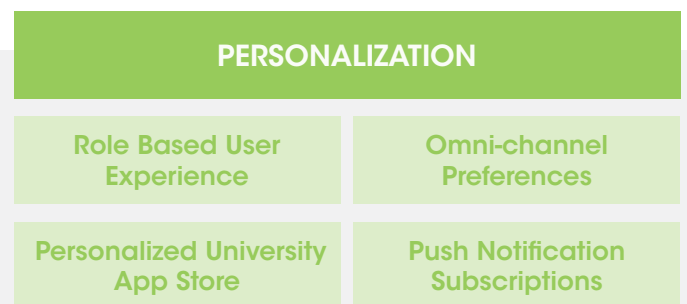 PERSONALIZATION
Role Based User
Experience
Omni-channel
Preferences
Personalized University
App Store
Push Notification
Subscriptions